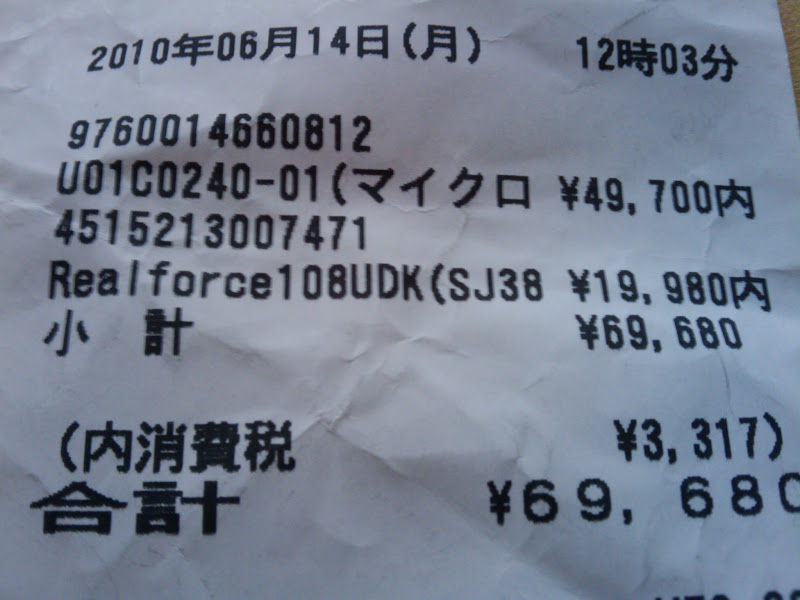 2010年06月14日(月) 12時03分
9760014660812
U01C0240-01(マイクロ ¥49,700内
4515213007471
Realforce108UDK(SJ38 ¥19,980内
小 計 ¥69,680
(内消費税 ¥3,317)
合計 ¥69,680